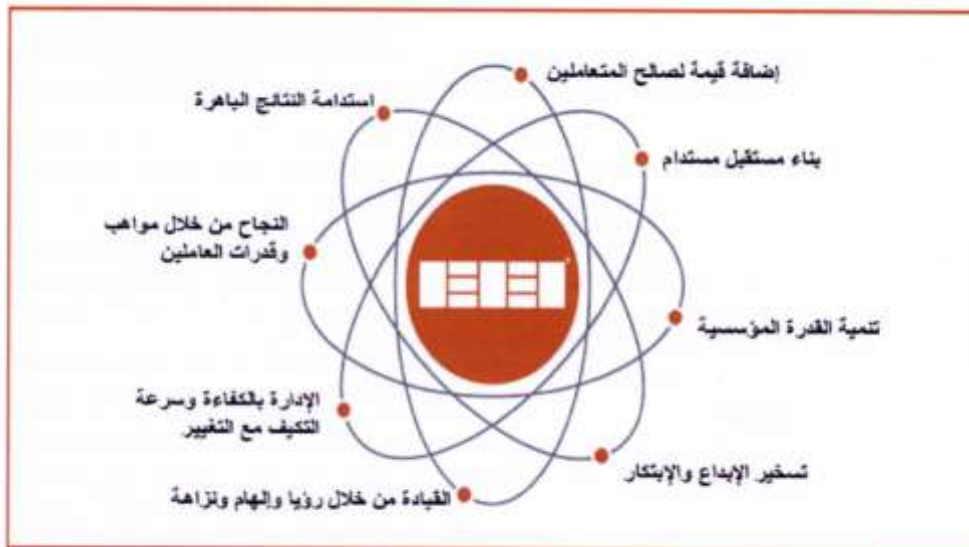 إضافة قيمة لصالح المتعاملين
استدامة النتائج الباهرة
بناء مستقبل مستدام
النجاح من خلال مواهب
وقدرات العاملين
تنمية القدرة المؤسسية
الإدارة بالكفاءة وسرعة
التكيف مع التغيير
تسخير الإبداع والإبتكار
القيادة من خلال رؤيا وإلهام ونزاهة